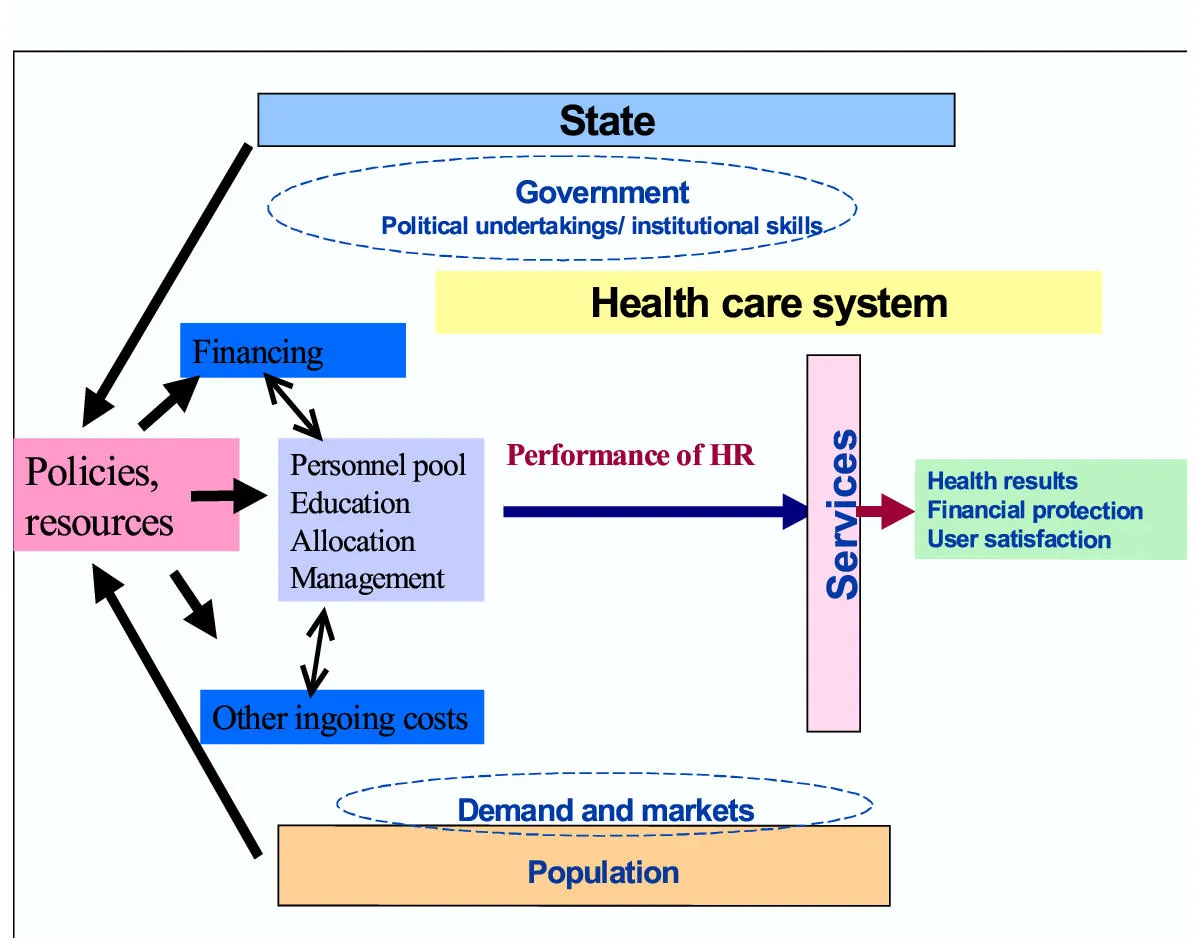 State
Government
Political undertakings/ institutional skills
Health care system
Financing
Policies,
resources
Personnel pool
Education
Allocation
Management
Performance of HR
Services
Health results
Financial protection
User satisfaction
Other ingoing costs
Demand and markets
Population